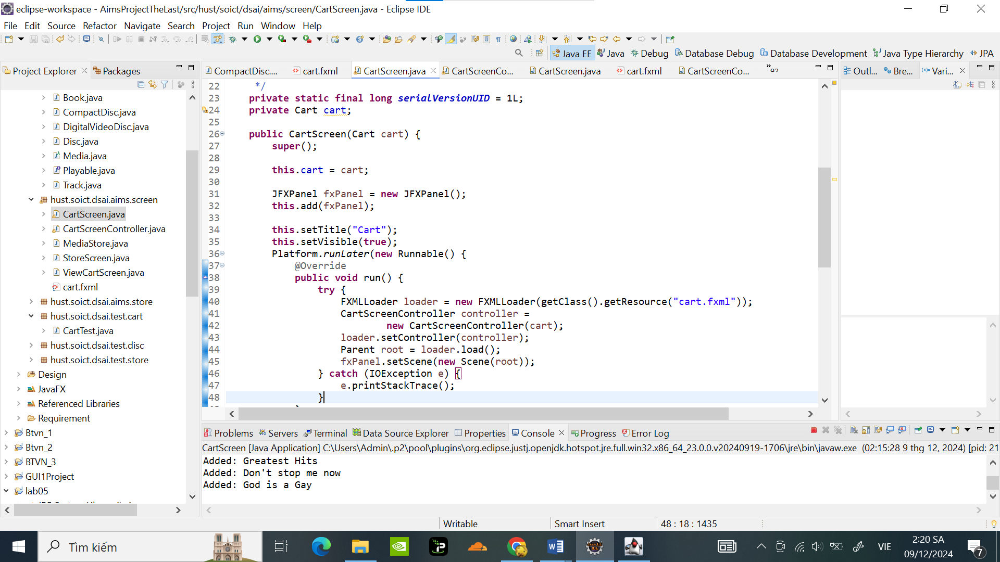 eclipse-workspace - AimsProjectTheLast/src/hust/soict/dsai/aims/screen/CartScreen.java - Eclipse IDE
File Edit Source Refactor Navigate Search Project Run Window Help
Java EE Java Debug Database Debug Database Development Java Type Hierarchy JPA
Project Explorer Packages
CompactDisc.... cart.fxml CartScreen.java CartScreenCo... CartScreen.java cart.fxml CartScreenCo...
Outl... Bre... Vari...
Book.java
CompactDisc.java
DigitalVideoDisc.java
Disc.java
Media.java
Playable.java
Track.java
hust.soict.dsai.aims.screen
CartScreen.java
CartScreenController.java
MediaStore.java
StoreScreen.java
ViewCartScreen.java
cart.fxml
hust.soict.dsai.aims.store
hust.soict.dsai.test.cart
CartTest.java
hust.soict.dsai.test.disc
hust.soict.dsai.test.store
Design
JavaFX
Referenced Libraries
Requirement
Btvn_1
Btvn_2
BTVN_3
GUI1Project
lab05
22 */
23 private static final long serialVersionUID = 1L;
24 private Cart cart;
25
26 public CartScreen(Cart cart) {
27 super();
28
29 this.cart = cart;
30
31 JFXPanel fxPanel = new JFXPanel();
32 this.add(fxPanel);
33
34 this.setTitle("Cart");
35 this.setVisible(true);
36 Platform.runLater(new Runnable() {
37 @Override
38 public void run() {
39 try {
40 FXMLLoader loader = new FXMLLoader(getClass().getResource("cart.fxml"));
41 CartScreenController controller =
42 new CartScreenController(cart);
43 loader.setController(controller);
44 Parent root = loader.load();
45 fxPanel.setScene(new Scene(root));
46 } catch (IOException e) {
47 e.printStackTrace();
48 }
Problems Servers Terminal Data Source Explorer Properties Console Progress Error Log
CartScreen [Java Application] C:\Users\Admin\.p2\pool\plugins\org.eclipse.justj.openjdk.hotspot.jre.full.win32.x86_64_23.0.0.v20240919-1706\jre\bin\javaw.exe (02:15:28 9 thg 12, 2024) [pid: 21
Added: Greatest Hits
Added: Don't stop me now
Added: God is a Gay
Writable Smart Insert 48 : 18 : 1435
Tìm kiếm
VIE
2:20 SA
09/12/2024
7